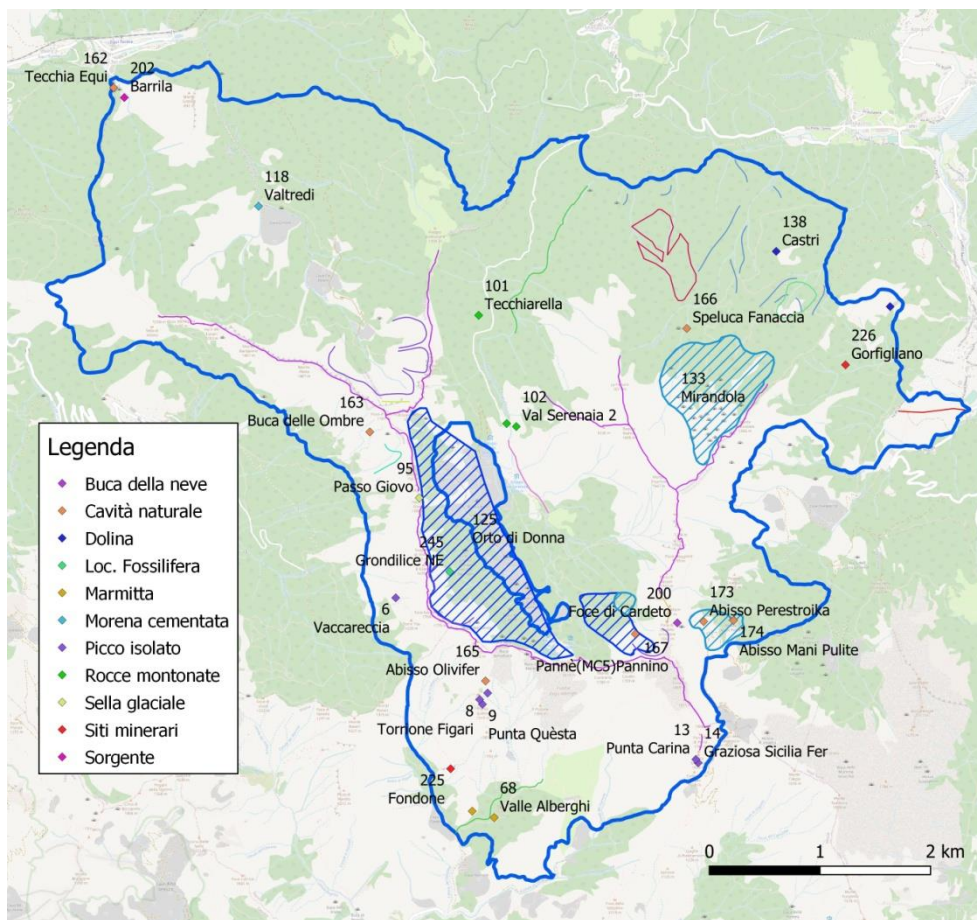 162
Tecchia Equi
202
Barrila
118
Valtredi
138
Castri
101
Tecchiarella
166
Speluca Fanaccia
226
Gorfigliano
133
Mirandola
163
Buca delle Ombre
102
Val Serenaia 2
95
Passo Giovo
125
Orto di Donna
245
Grondilice NE
6
Vaccareccia
200
Foce di Cardeto
173
Abisso Perestroika
174
Abisso Mani Pulite
167
Pannè(MC5)Pannino
165
Abisso Olivifer
8
Torrione Figari
9
Punta Quèsta
13
Punta Carina
14
Graziosa Sicilia Fer
225
Fondone
68
Valle Alberghi
Legenda
Buca della neve
Cavità naturale
Dolina
Loc. Fossilifera
Marmitta
Morena cementata
Picco isolato
Rocce montonate
Sella glaciale
Siti minerari
Sorgente
0 1 2 km